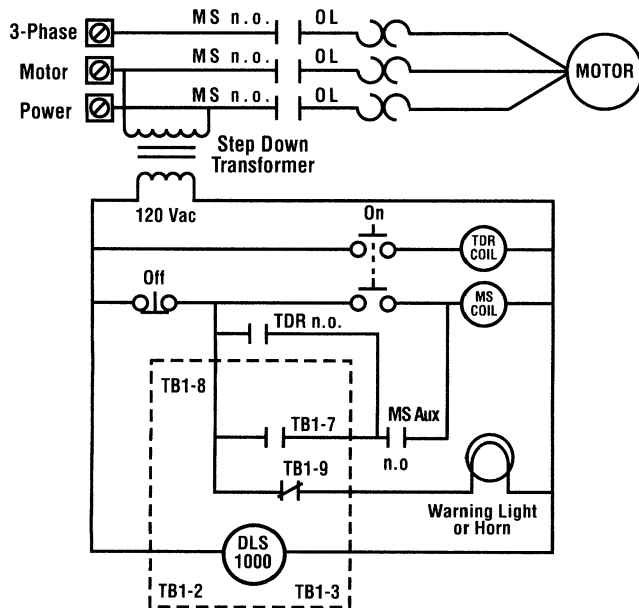 MS n.o.
OL
3-Phase
MS n.o.
OL
Motor
MS n.o.
OL
Power
MOTOR
Step Down
Transformer
120 Vac
On
TDR
COIL
Off
MS
COIL
TDR n.o.
TB1-8
TB1-7
MS Aux
n.o
TB1-9
Warning Light
or Horn
DLS
1000
TB1-2
TB1-3